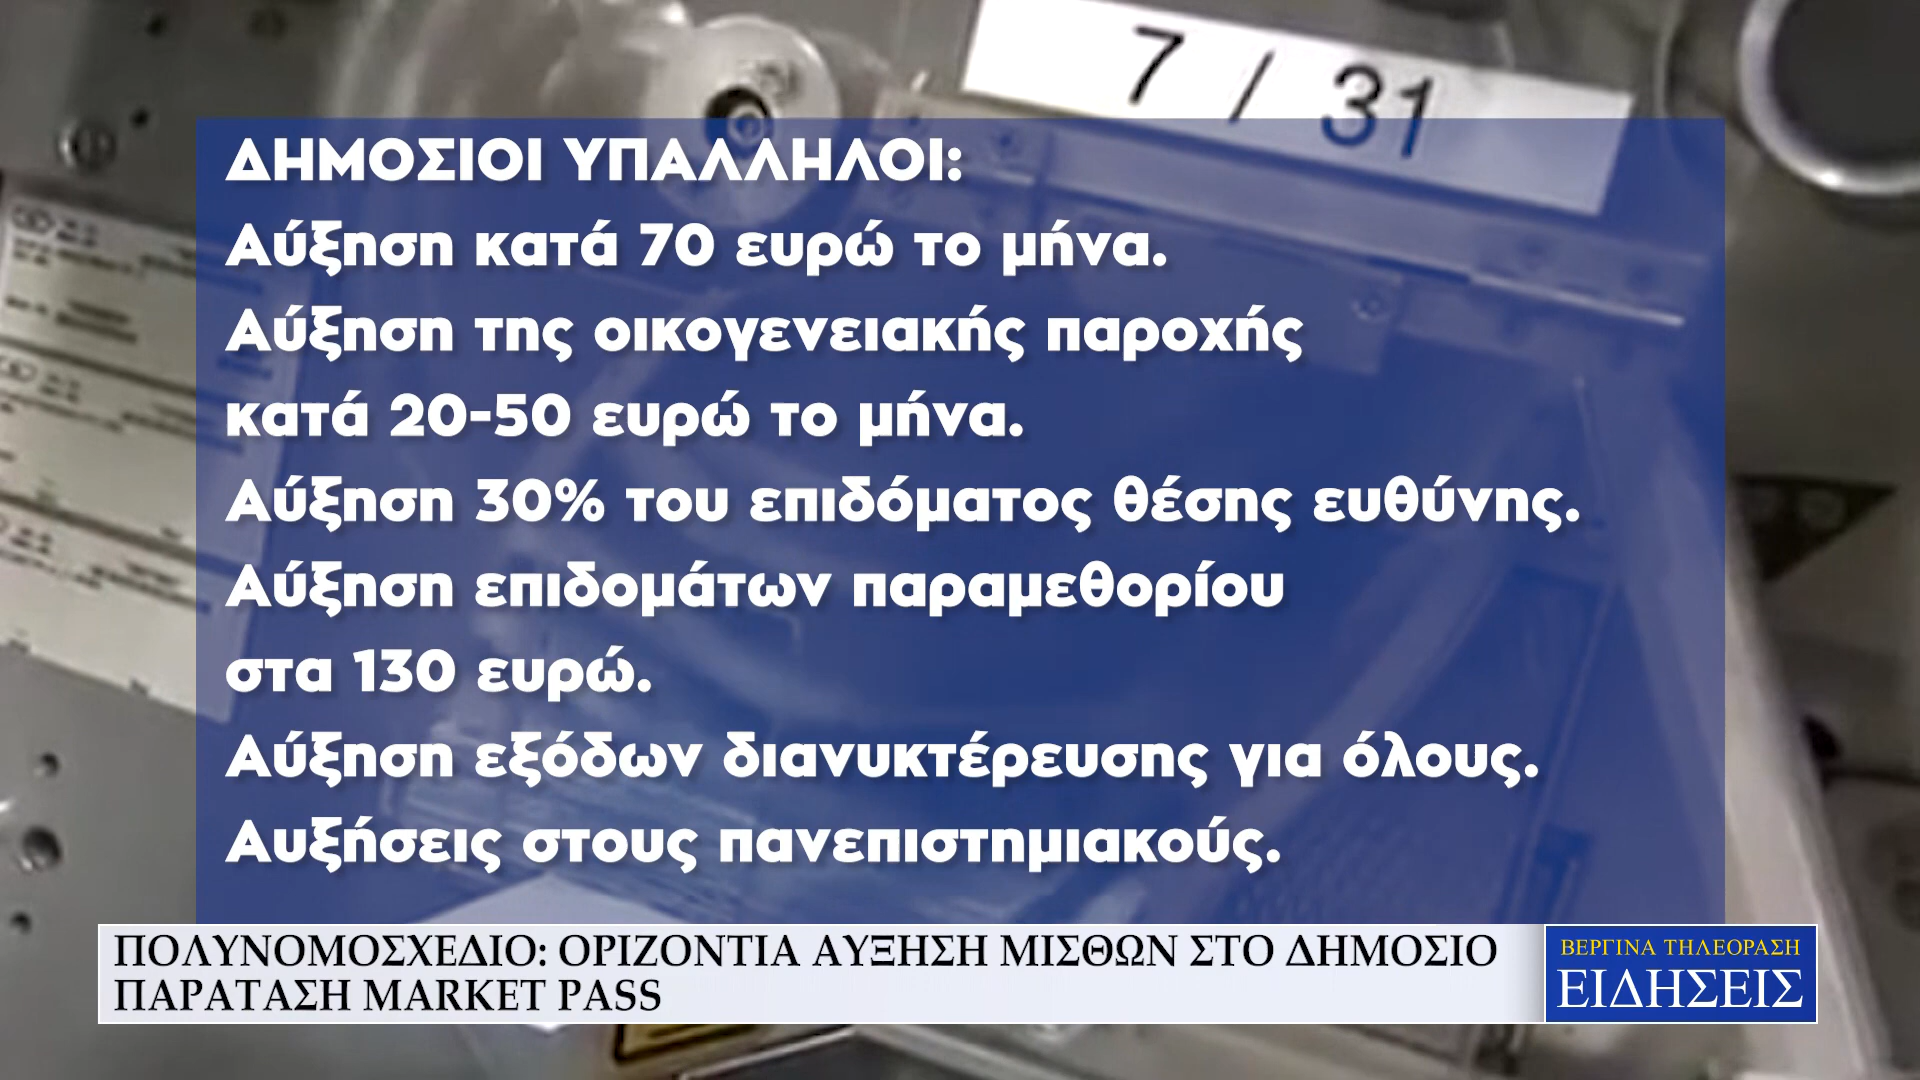 7 / 31
ΔΗΜΟΣΙΟΙ ΥΠΑΛΛΗΛΟΙ:
Αύξηση κατά 70 ευρώ το μήνα.
Αύξηση της οικογενειακής παροχής
κατά 20-50 ευρώ το μήνα.
Αύξηση 30% του επιδόματος θέσης ευθύνης.
Αύξηση επιδομάτων παραμεθορίου
στα 130 ευρώ.
Αύξηση εξόδων διανυκτέρευσης για όλους.
Αυξήσεις στους πανεπιστημιακούς.
ΠΟΛΥΝΟΜΟΣΧΕΔΙΟ: ΟΡΙΖΟΝΤΙΑ ΑΥΞΗΣΗ ΜΙΣΘΩΝ ΣΤΟ ΔΗΜΟΣΙΟ
ΠΑΡΑΤΑΣΗ MARKET PASS
ΒΕΡΓΙΝΑ ΤΗΛΕΟΡΑΣΗ
ΕΙΔΗΣΕΙΣ